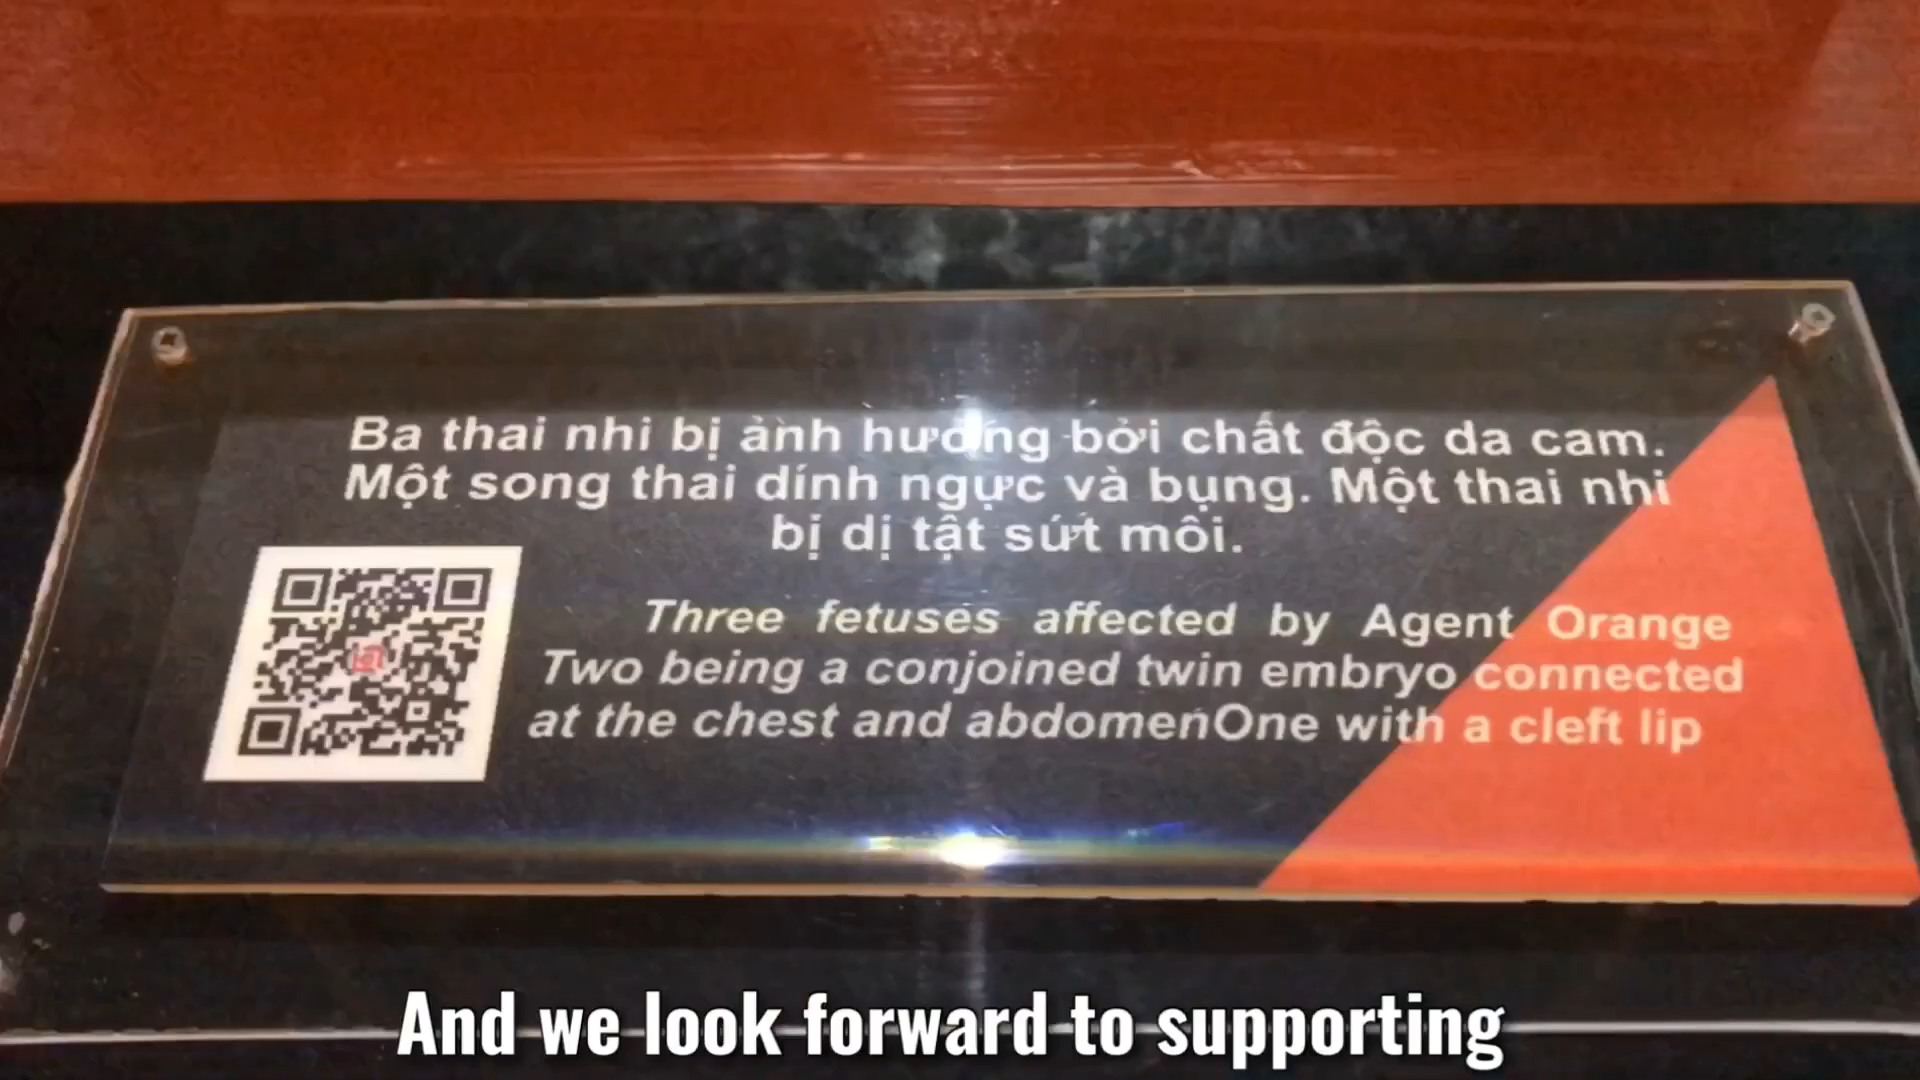 Ba thai nhi bị ảnh hưởng bởi chất độc da cam.
Một song thai dính ngực và bụng. Một thai nhi
bị dị tật sứt môi.
Three fetuses affected by Agent Orange
Two being a conjoined twin embryo connected
at the chest and abdomen One with a cleft lip
And we look forward to supporting